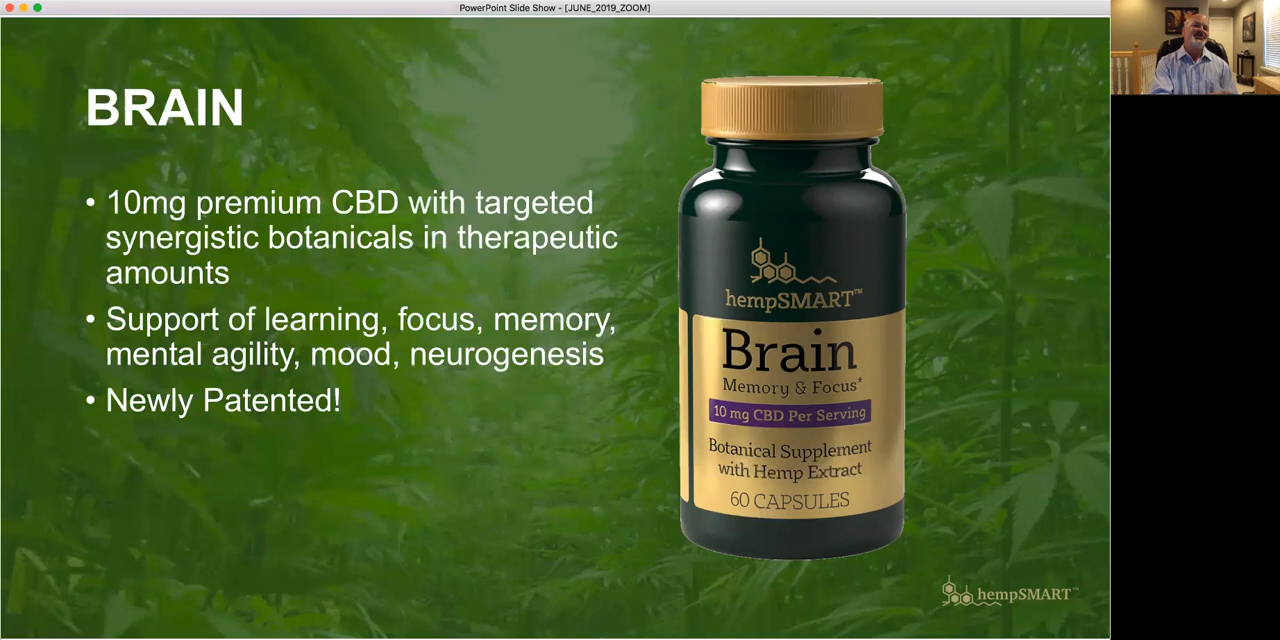 PowerPoint Slide Show - [JUNE_2019_ZOOM]
BRAIN
• 10mg premium CBD with targeted
synergistic botanicals in therapeutic
amounts
• Support of learning, focus, memory,
mental agility, mood, neurogenesis
• Newly Patented!
hempSMART™
Brain
Memory & Focus*
10 mg CBD Per Serving
Botanical Supplement
with Hemp Extract
60 CAPSULES
hempSMART™